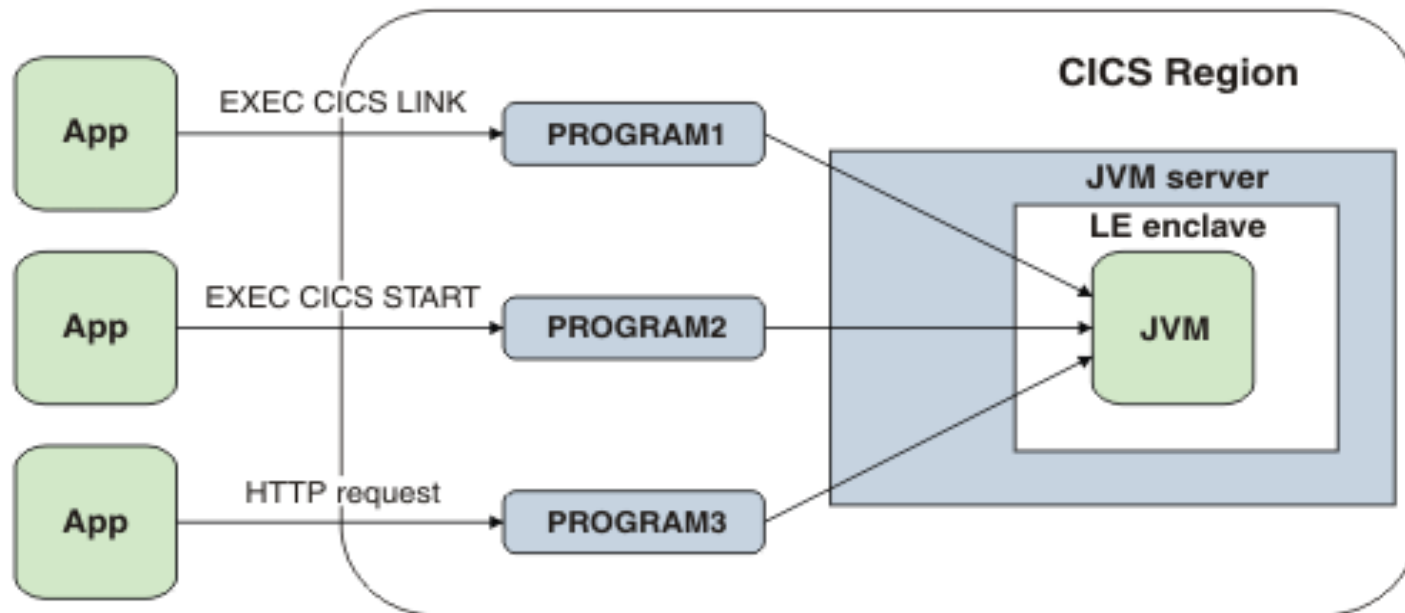 CICS Region
App
EXEC CICS LINK
PROGRAM1
JVM server
LE enclave
App
EXEC CICS START
PROGRAM2
JVM
App
HTTP request
PROGRAM3